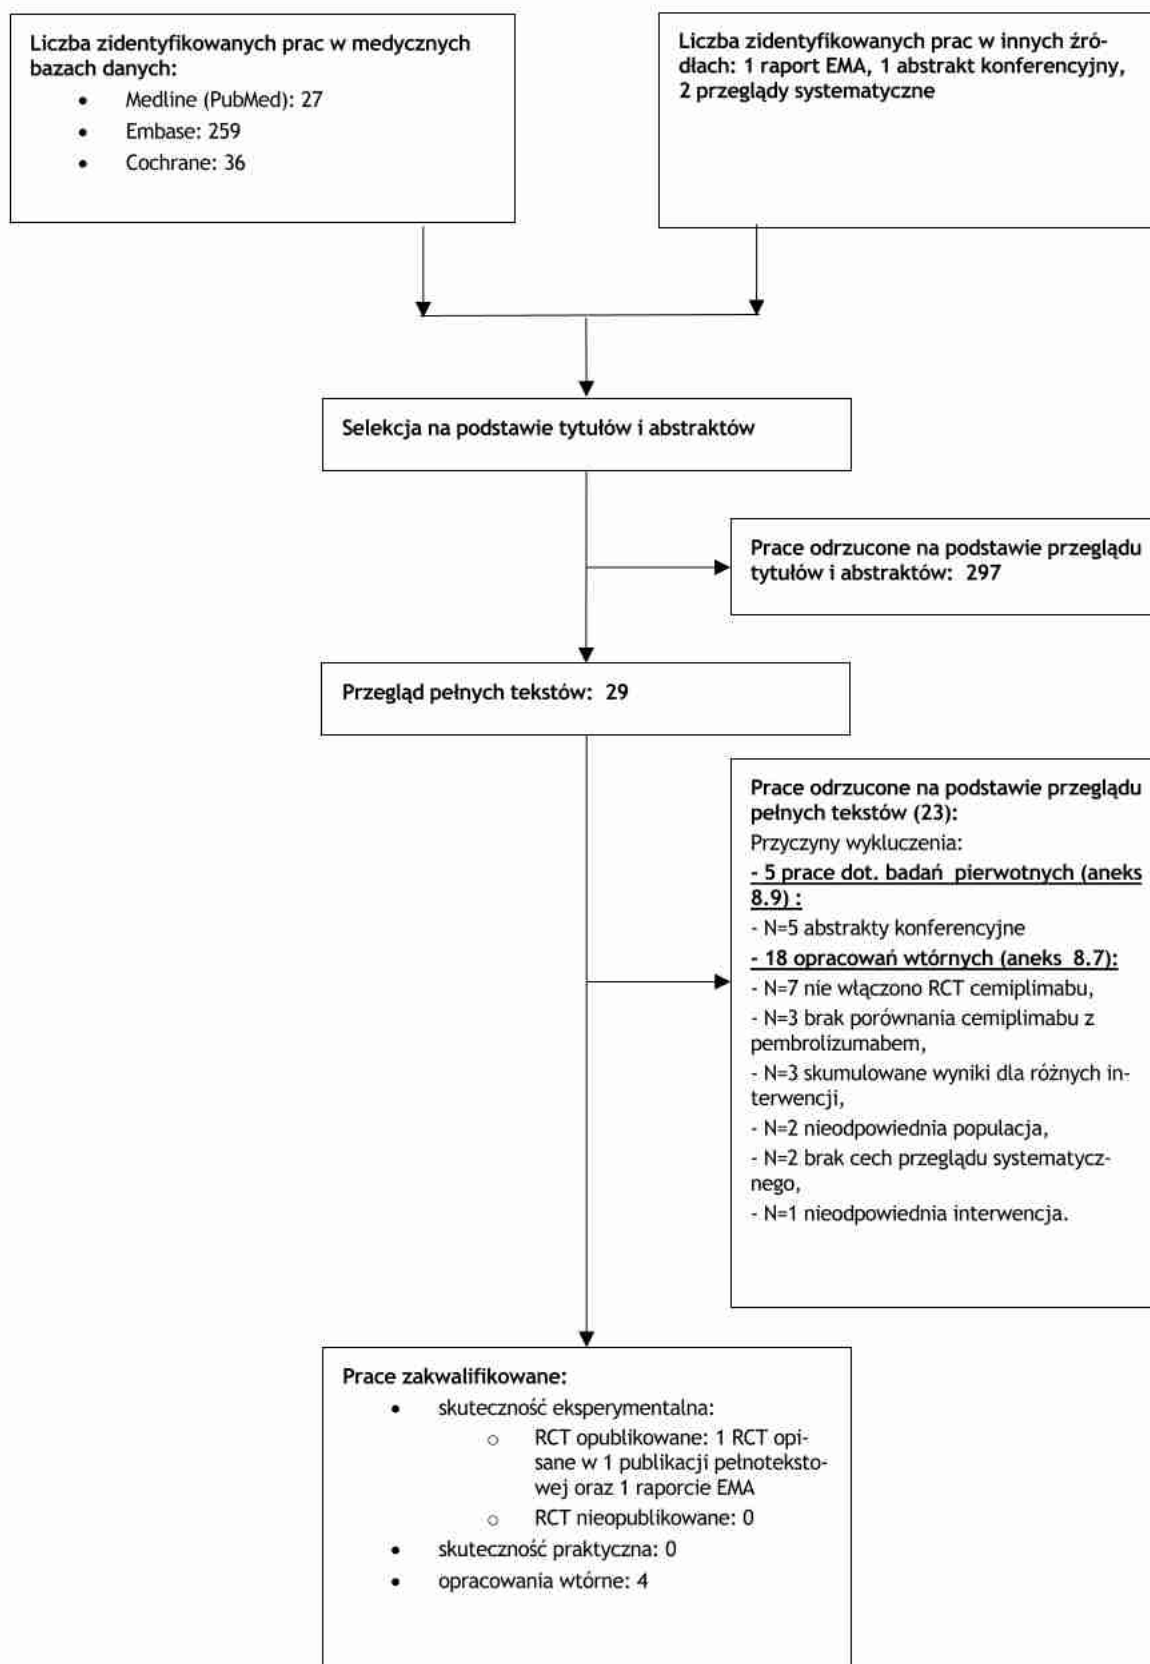 Liczba zidentyfikowanych prac w medycznych
bazach danych:
• Medline (PubMed): 27
• Embase: 259
• Cochrane: 36
Liczba zidentyfikowanych prac w innych źró-
dłach: 1 raport EMA, 1 abstrakt konferencyjny,
2 przeglądy systematyczne
Selekcja na podstawie tytułów i abstraktów
Prace odrzucone na podstawie przeglądu
tytułów i abstraktów: 297
Przegląd pełnych tekstów: 29
Prace odrzucone na podstawie przeglądu
pełnych tekstów (23):
Przyczyny wykluczenia:
- 5 prace dot. badań pierwotnych (aneks
8.9) :
- N=5 abstrakty konferencyjne
- 18 opracowań wtórnych (aneks 8.7):
- N=7 nie włączono RCT cemiplimabu,
- N=3 brak porównania cemiplimabu z
pembrolizumabem,
- N=3 skumulowane wyniki dla różnych in-
terwencji,
- N=2 nieodpowiednia populacja,
- N=2 brak cech przeglądu systematycz-
nego,
- N=1 nieodpowiednia interwencja.
Prace zakwalifikowane:
• skuteczność eksperymentalna:
o RCT opublikowane: 1 RCT opi-
sane w 1 publikacji pełnoteksto-
wej oraz 1 raporcie EMA
o RCT nieopublikowane: 0
• skuteczność praktyczna: 0
• opracowania wtórne: 4